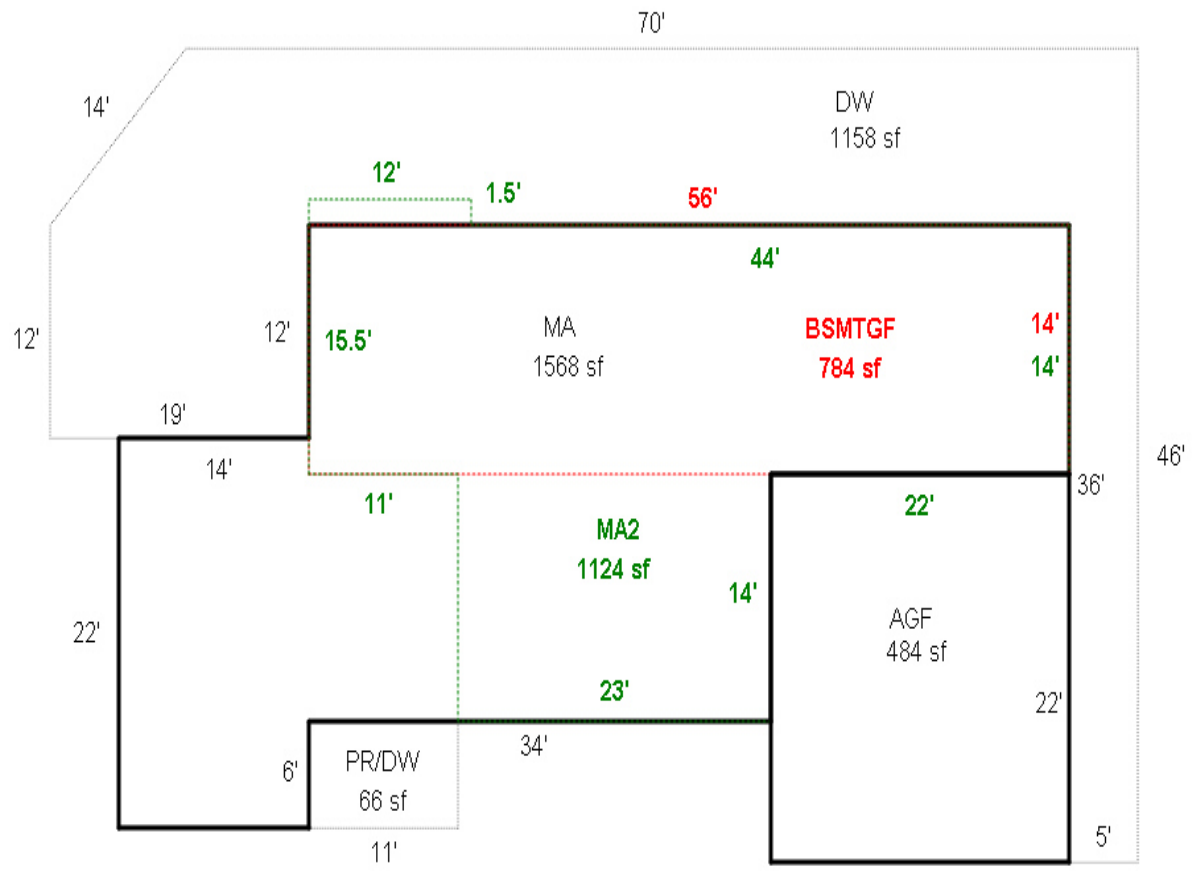 70'
14'
DW
1158 sf
12'
1.5'
56'
44'
12'
12'
15.5'
MA
1568 sf
BSMTGF
784 sf
14'
14'
19'
14'
46'
36'
11'
22'
MA2
1124 sf
14'
AGF
484 sf
22'
23'
22'
34'
6'
PR/DW
66 sf
11'
5'